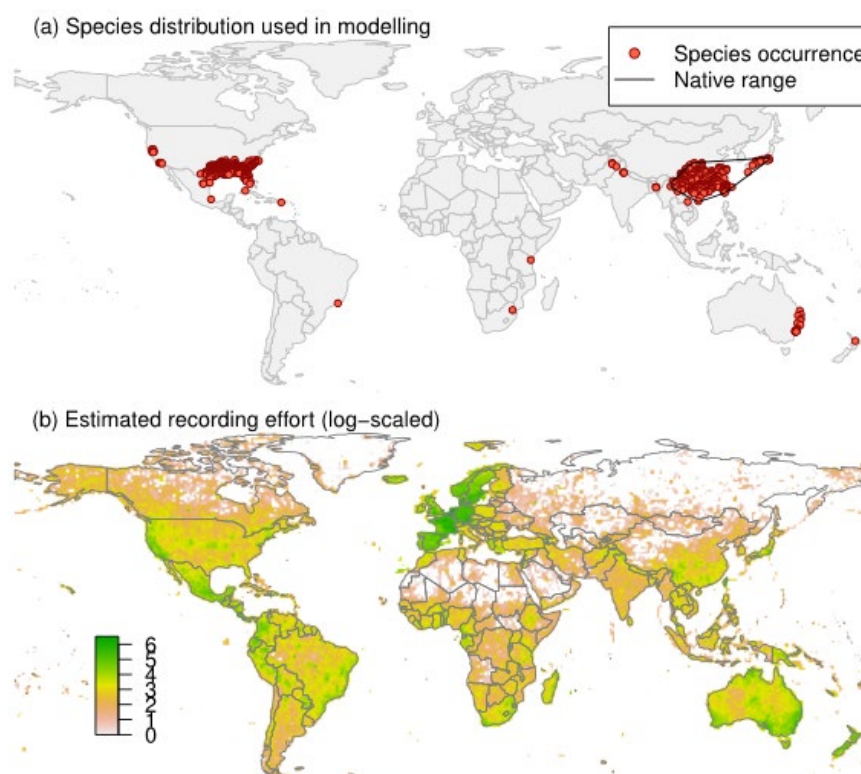 (a) Species distribution used in modelling
Species occurrence
Native range
(b) Estimated recording effort (log−scaled)
6
5
4
3
2
1
0